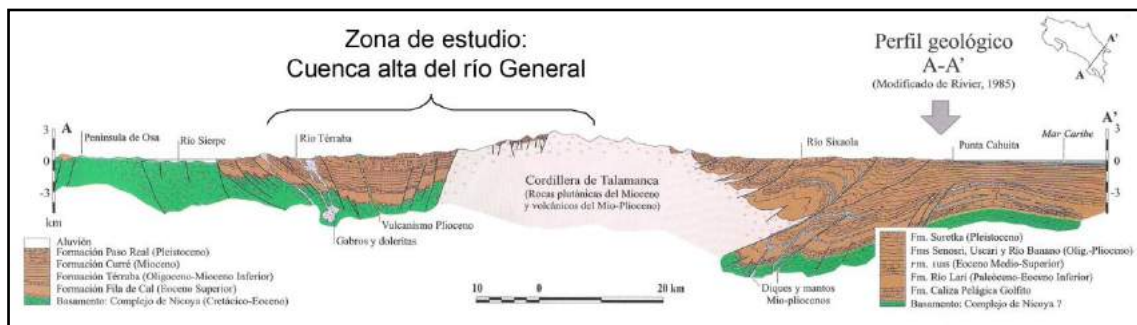 Zona de estudio:
Cuenca alta del río General
Perfil geológico
A-A'
(Modificado de Rivier, 1985)
A'
A
3
A
Península de Osa
Río Sierpe
Río Térraba
Río Sixaola
Punta Cahuita
Mar Caribe
A'
3
0
-3
km
0
-3
km
Cordillera de Talamanca
(Rocas plutónicas del Mioceno
y volcánicos del Mio-Plioceno)
Vulcanismo Plioceno
Gabros y doleritas
Aluvión
Formación Paso Real (Pleistoceno)
Formación Curré (Mioceno)
Formación Térraba (Oligoceno-Mioceno Inferior)
Formación Fila de Cal (Eoceno Superior)
Basamento: Complejo de Nicoya (Cretácico-Eoceno)
10 0 20 km
Diques y mantos
Mio-pliocenos
Fm. Suretka (Pleistoceno)
Fms Senosri, Uscari y Río Banano (Olig.-Plioceno)
(Eoceno Medio-Superior)
Fm. Río Lari (Paleoceno-Eoceno Inferior)
Fm. Caliza Pelágica Golfito
Basamento: Complejo de Nicoya ?